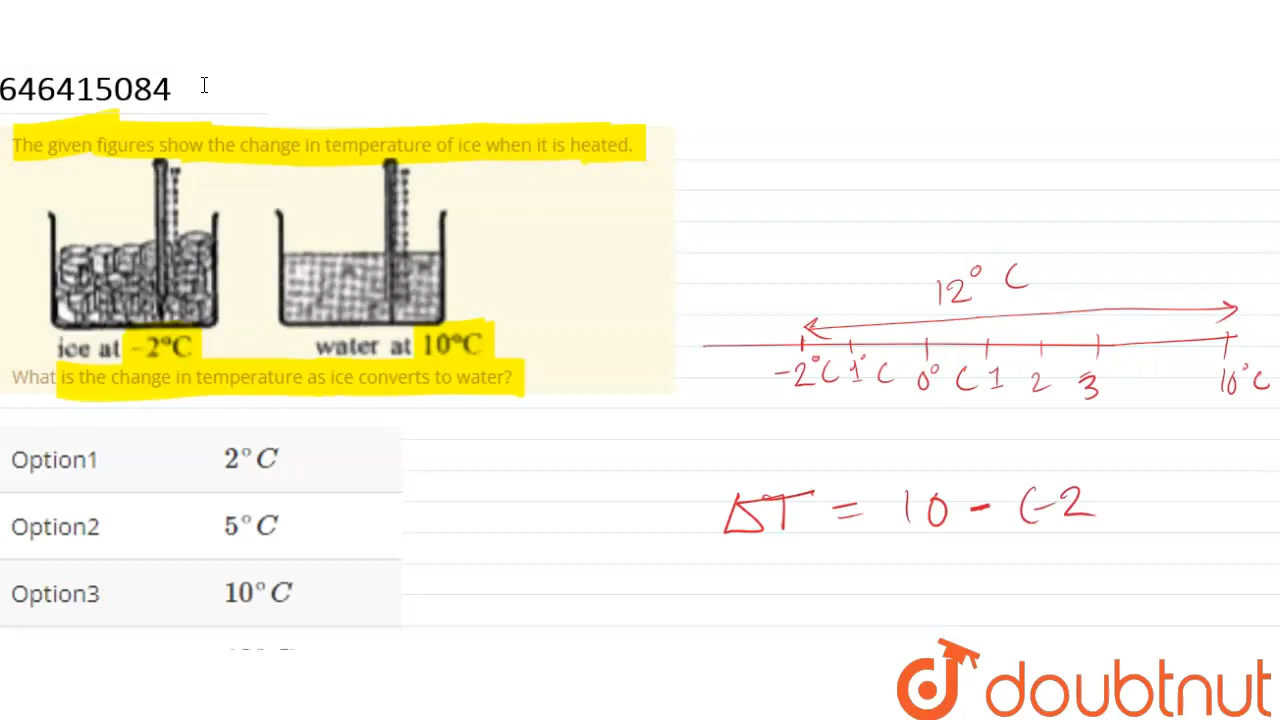 646415084
The given figures show the change in temperature of ice when it is heated.
ice at -2°C
water at 10°C
What is the change in temperature as ice converts to water?
Option1 2° C
Option2 5° C
Option3 10° C
12° C
-2°C 1°C 0°C 1 2 3 10°C
ΔT = 10 - (-2
doubtnut